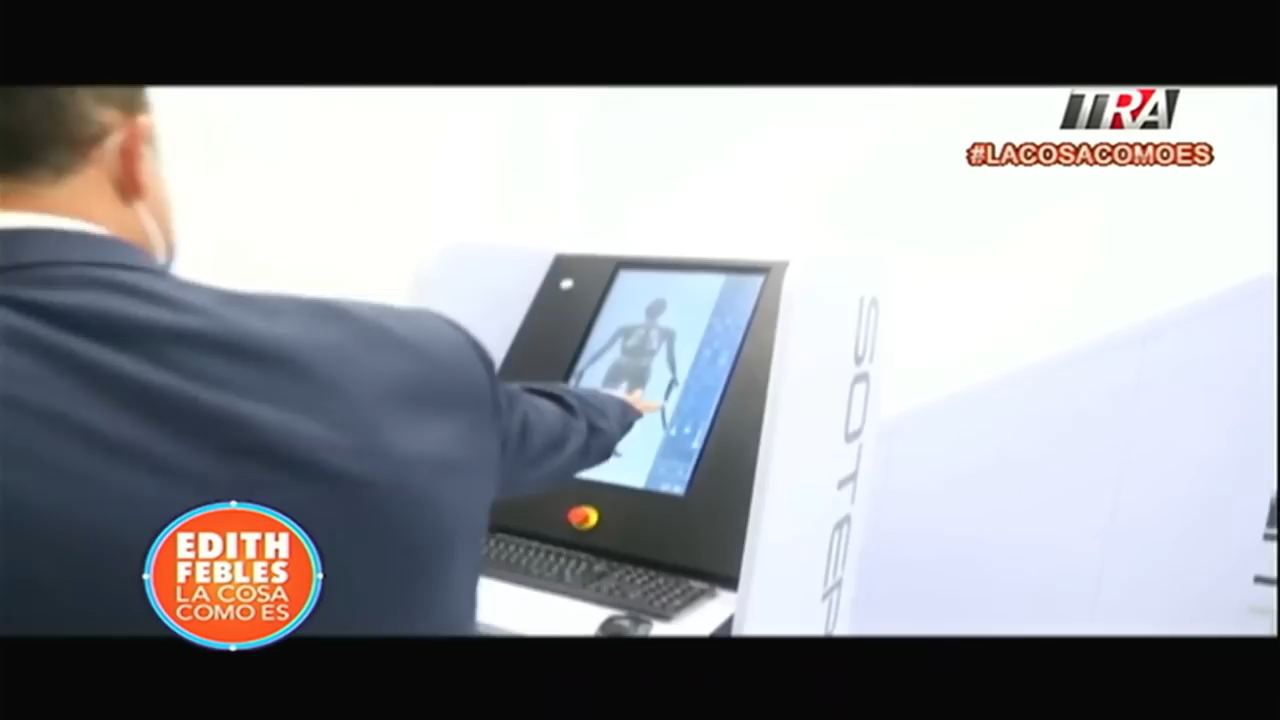 TRA
#LACOSACOMOES
SOTER
EDITH
FEBLES
LA COSA
COMO ES